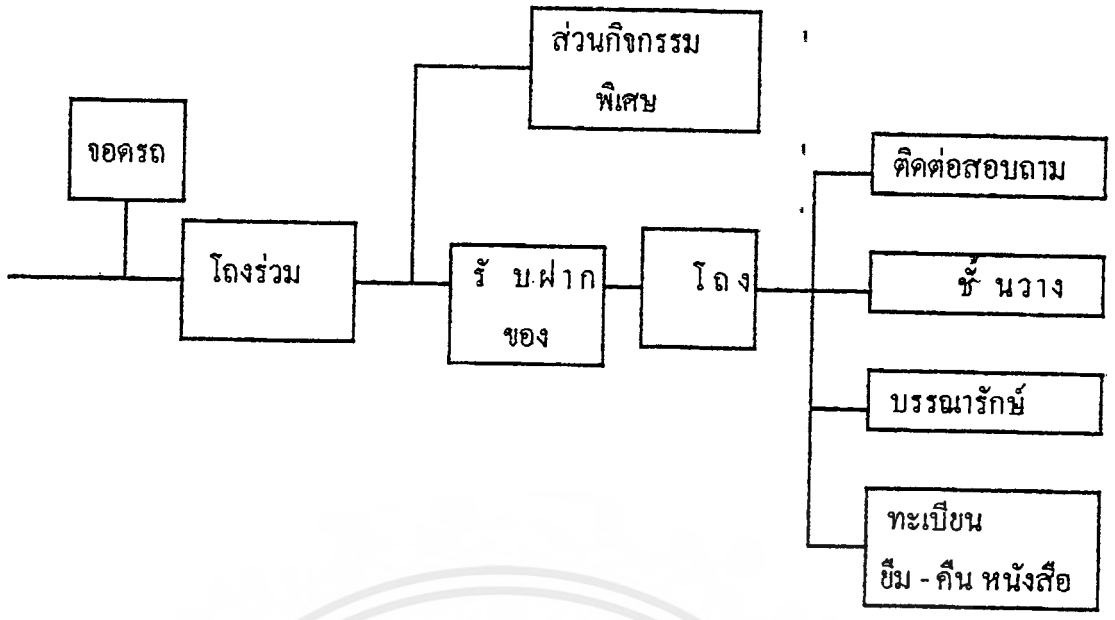 ส่วนกิจกรรม
พิเศษ
จอดรถ
ติดต่อสอบถาม
โถงร่วม
รับฝาก
ของ
โถง
ชั้นวาง
บรรณารักษ์
ทะเบียน
ยืม - คืน หนังสือ